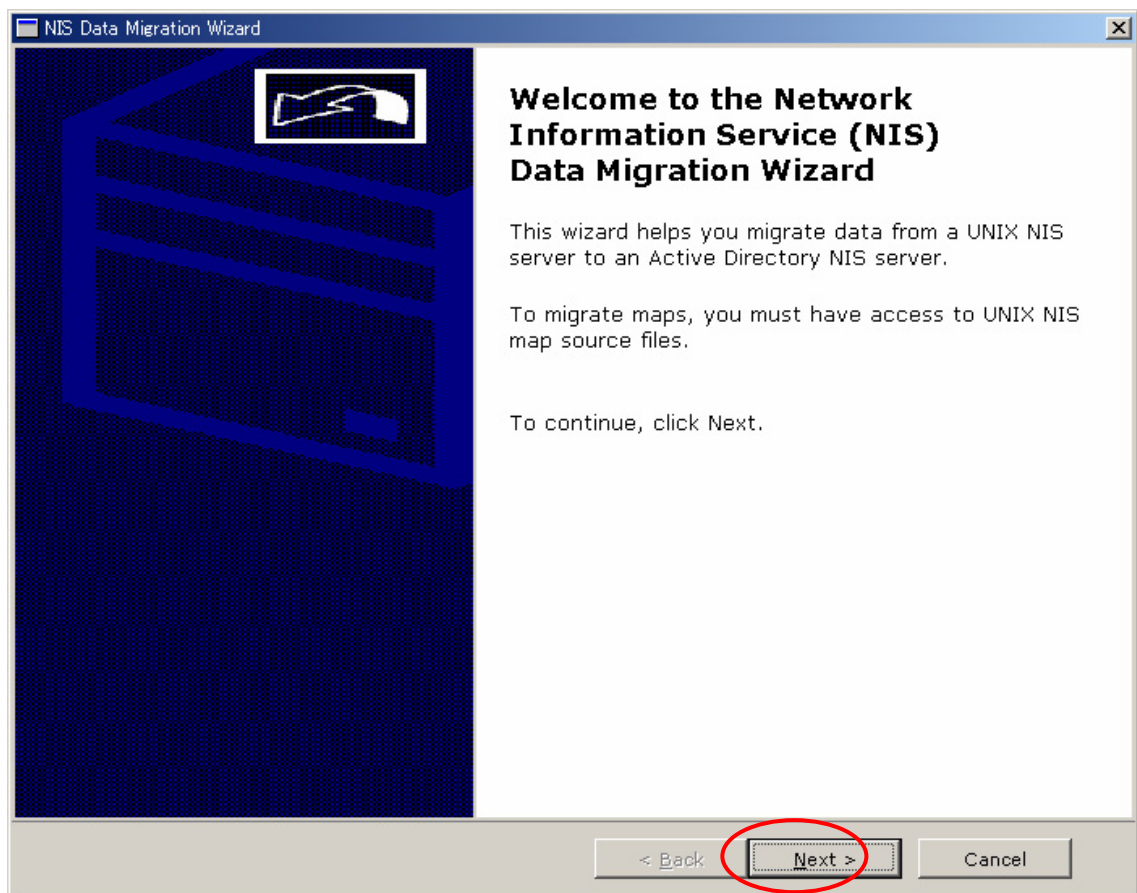 NIS Data Migration Wizard
Welcome to the Network
Information Service (NIS)
Data Migration Wizard
This wizard helps you migrate data from a UNIX NIS
server to an Active Directory NIS server.
To migrate maps, you must have access to UNIX NIS
map source files.
To continue, click Next.
< Back
Next >
Cancel